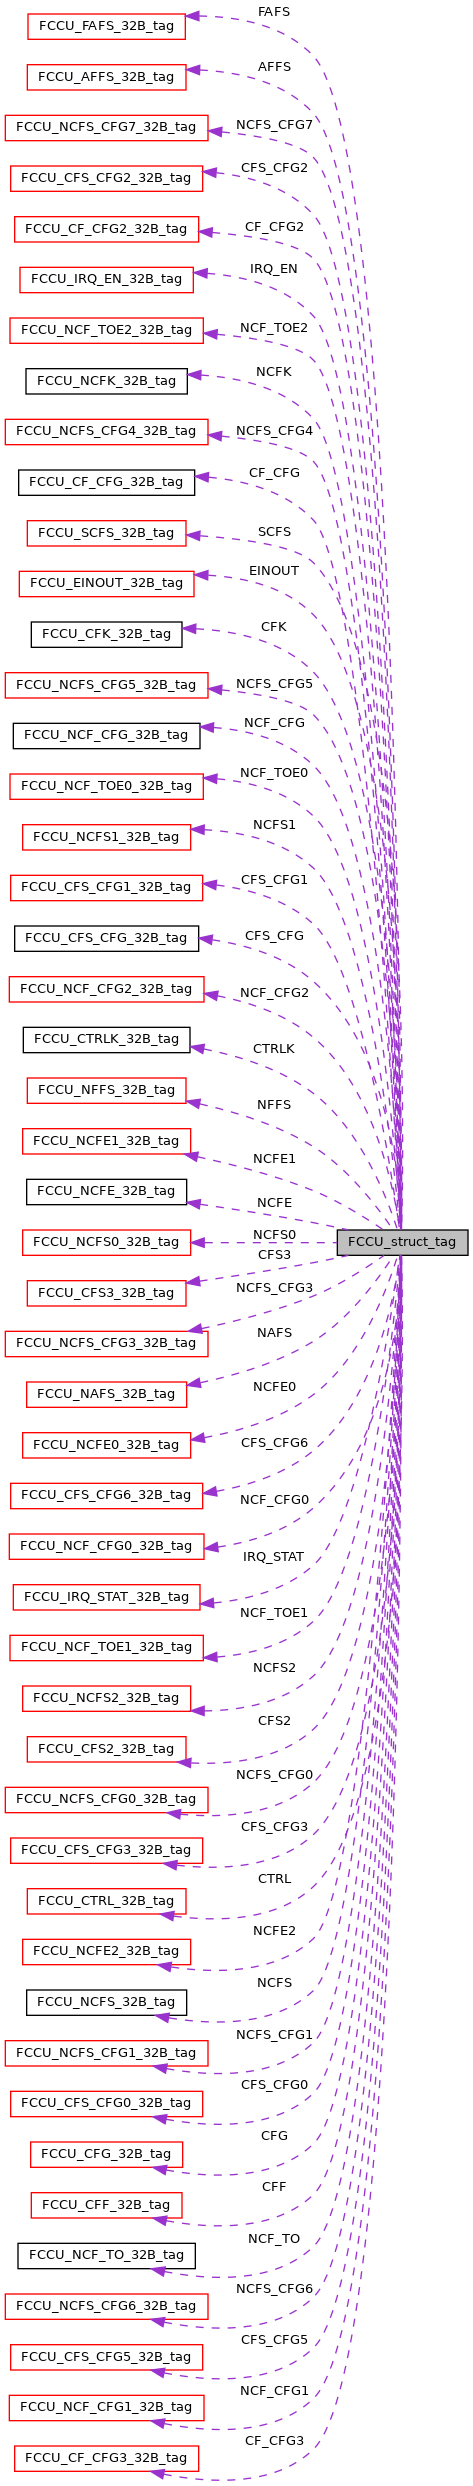 FAFS
FCCU_FAFS_32B_tag
AFFS
FCCU_AFFS_32B_tag
NCFS_CFG7
FCCU_NCFS_CFG7_32B_tag
CFS_CFG2
FCCU_CFS_CFG2_32B_tag
CF_CFG2
FCCU_CF_CFG2_32B_tag
IRQ_EN
FCCU_IRQ_EN_32B_tag
NCF_TOE2
FCCU_NCF_TOE2_32B_tag
NCFK
FCCU_NCFK_32B_tag
NCFS_CFG4
FCCU_NCFS_CFG4_32B_tag
CF_CFG
FCCU_CF_CFG_32B_tag
SCFS
FCCU_SCFS_32B_tag
EINOUT
FCCU_EINOUT_32B_tag
CFK
FCCU_CFK_32B_tag
NCFS_CFG5
FCCU_NCFS_CFG5_32B_tag
NCF_CFG
FCCU_NCF_CFG_32B_tag
NCF_TOE0
FCCU_NCF_TOE0_32B_tag
NCFS1
FCCU_NCFS1_32B_tag
CFS_CFG1
FCCU_CFS_CFG1_32B_tag
CFS_CFG
FCCU_CFS_CFG_32B_tag
NCF_CFG2
FCCU_NCF_CFG2_32B_tag
CTRLK
FCCU_CTRLK_32B_tag
NFFS
FCCU_NFFS_32B_tag
NCFE1
FCCU_NCFE1_32B_tag
NCFE
FCCU_NCFE_32B_tag
NCFS0
FCCU_NCFS0_32B_tag
FCCU_struct_tag
CFS3
FCCU_CFS3_32B_tag
NCFS_CFG3
FCCU_NCFS_CFG3_32B_tag
NAFS
FCCU_NAFS_32B_tag
NCFE0
FCCU_NCFE0_32B_tag
CFS_CFG6
FCCU_CFS_CFG6_32B_tag
NCF_CFG0
FCCU_NCF_CFG0_32B_tag
IRQ_STAT
FCCU_IRQ_STAT_32B_tag
NCF_TOE1
FCCU_NCF_TOE1_32B_tag
NCFS2
FCCU_NCFS2_32B_tag
CFS2
FCCU_CFS2_32B_tag
NCFS_CFG0
FCCU_NCFS_CFG0_32B_tag
CFS_CFG3
FCCU_CFS_CFG3_32B_tag
CTRL
FCCU_CTRL_32B_tag
NCFE2
FCCU_NCFE2_32B_tag
NCFS
FCCU_NCFS_32B_tag
NCFS_CFG1
FCCU_NCFS_CFG1_32B_tag
CFS_CFG0
FCCU_CFS_CFG0_32B_tag
CFG
FCCU_CFG_32B_tag
CFF
FCCU_CFF_32B_tag
NCF_TO
FCCU_NCF_TO_32B_tag
NCFS_CFG6
FCCU_NCFS_CFG6_32B_tag
CFS_CFG5
FCCU_CFS_CFG5_32B_tag
NCF_CFG1
FCCU_NCF_CFG1_32B_tag
CF_CFG3
FCCU_CF_CFG3_32B_tag